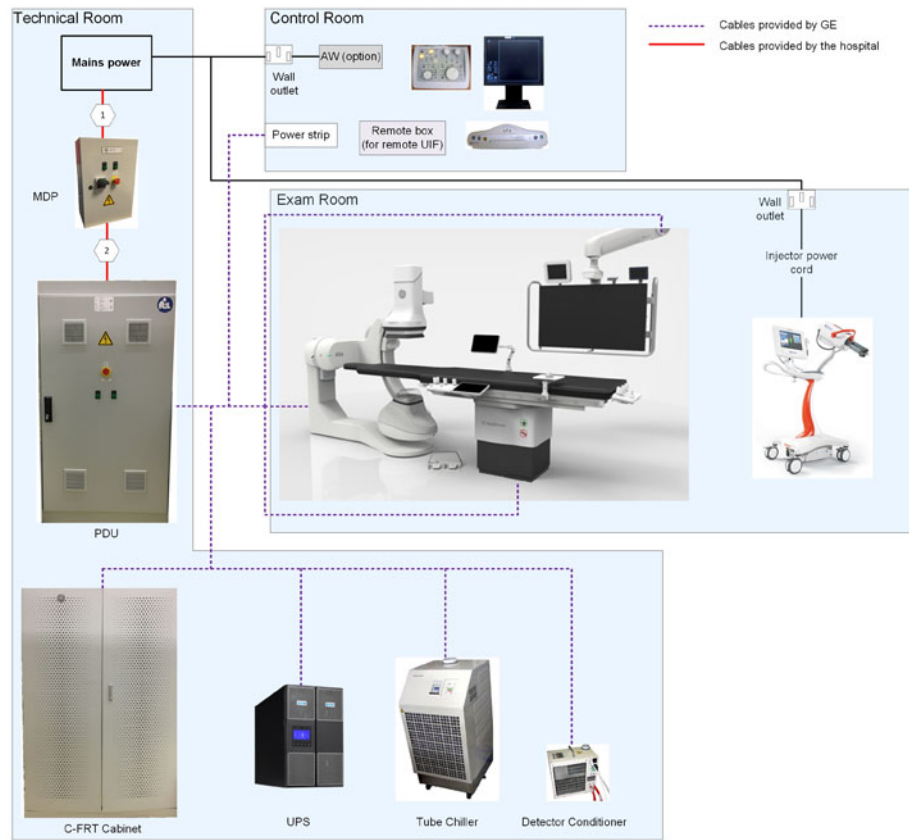 Technical Room
Control Room
Cables provided by GE
Cables provided by the hospital
Mains power
AW (option)
Wall
outlet
1
Power strip
Remote box
(for remote UIF)
MDP
Exam Room
Wall
outlet
2
Injector power
cord
PDU
C-FRT Cabinet
UPS
Tube Chiller
Detector Conditioner